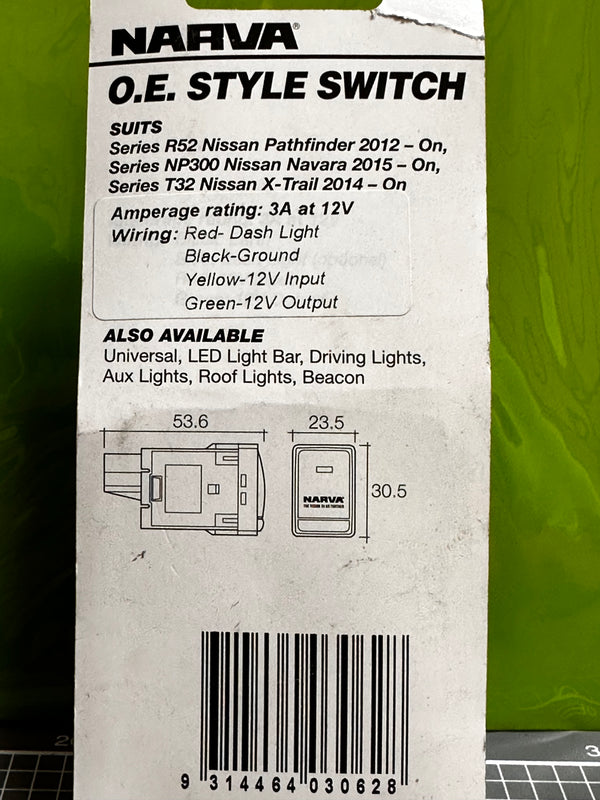 NARVA®
O.E. STYLE SWITCH
SUITS
Series R52 Nissan Pathfinder 2012 – On,
Series NP300 Nissan Navara 2015 – On,
Series T32 Nissan X-Trail 2014 – On
Amperage rating: 3A at 12V
Wiring: Red- Dash Light
Black-Ground
Yellow-12V Input
Green-12V Output
ALSO AVAILABLE
Universal, LED Light Bar, Driving Lights,
Aux Lights, Roof Lights, Beacon
53.6
23.5
30.5
NARVA
9 314464 030628